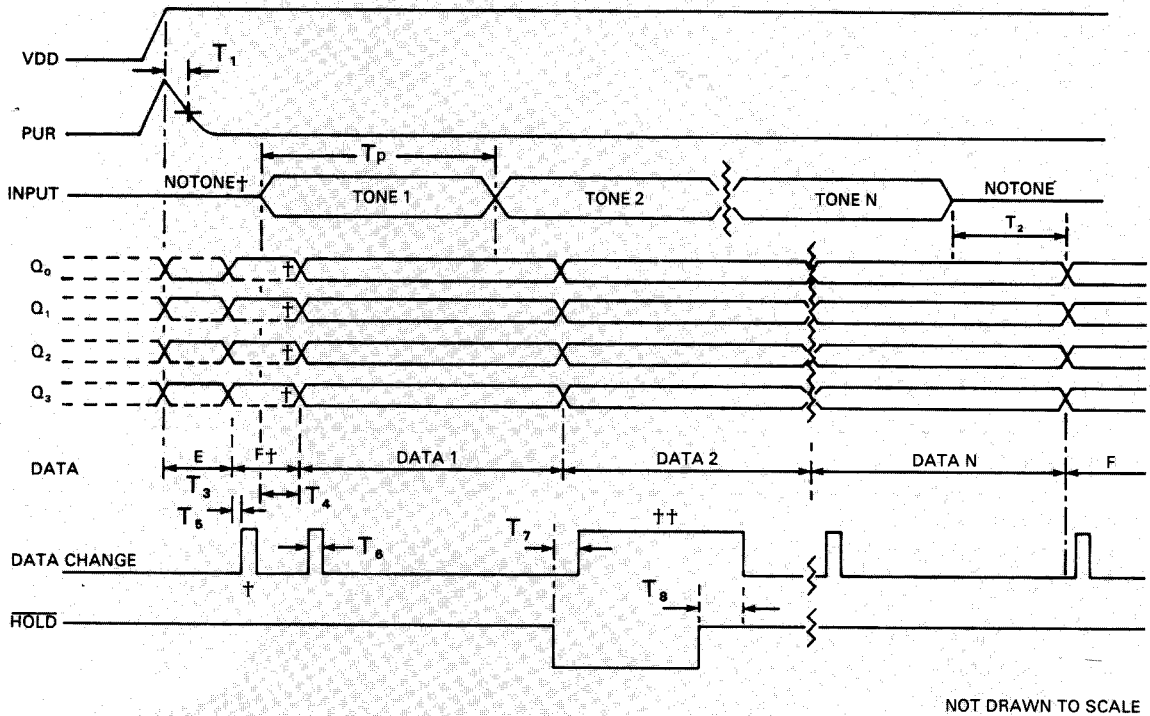 VDD
T₁
PUR
Tp
INPUT
NOTONE†
TONE 1
TONE 2
TONE N
NOTONE
T₂
Q₀
†
Q₁
†
Q₂
†
Q₃
†
DATA
E
F†
DATA 1
DATA 2
DATA N
F
T₃
T₄
T₅
T₆
T₇
††
DATA CHANGE
†
T₈
HOLD
NOT DRAWN TO SCALE